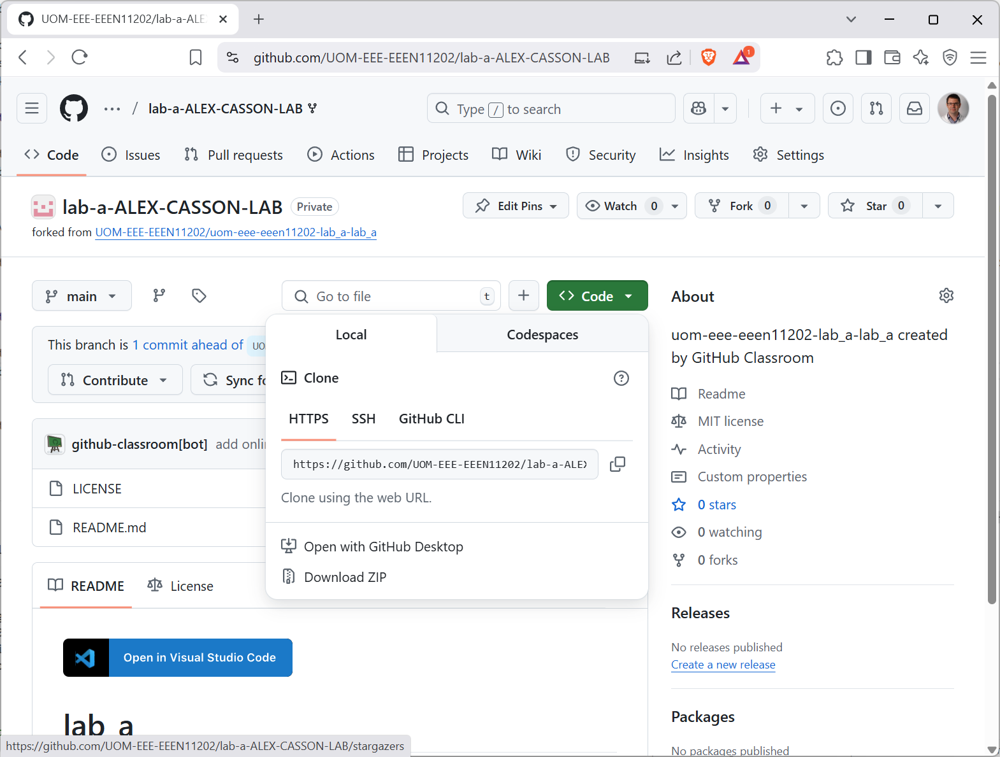 UOM-EEE-EEEN11202/lab-a-ALE
github.com/UOM-EEE-EEEN11202/lab-a-ALEX-CASSON-LAB
1
... / lab-a-ALEX-CASSON-LAB
Type / to search
Code Issues Pull requests Actions Projects Wiki Security Insights Settings
lab-a-ALEX-CASSON-LAB Private
Edit Pins Watch 0 Fork 0 Star 0
forked from UOM-EEE-EEEN11202/uom-eee-eeen11202-lab_a-lab_a
main
Go to file t
Code
This branch is 1 commit ahead of UO
Contribute Sync fo
github-classroom[bot] add onli
LICENSE
README.md
README License
Open in Visual Studio Code
lab_a
Local Codespaces
Clone
HTTPS SSH GitHub CLI
https://github.com/UOM-EEE-EEEN11202/lab-a-ALEX
Clone using the web URL.
Open with GitHub Desktop
Download ZIP
About
uom-eee-eeen11202-lab_a-lab_a created
by GitHub Classroom
Readme
MIT license
Activity
Custom properties
0 stars
0 watching
0 forks
Releases
No releases published
Create a new release
Packages
No packages published
https://github.com/UOM-EEE-EEEN11202/lab-a-ALEX-CASSON-LAB/stargazers